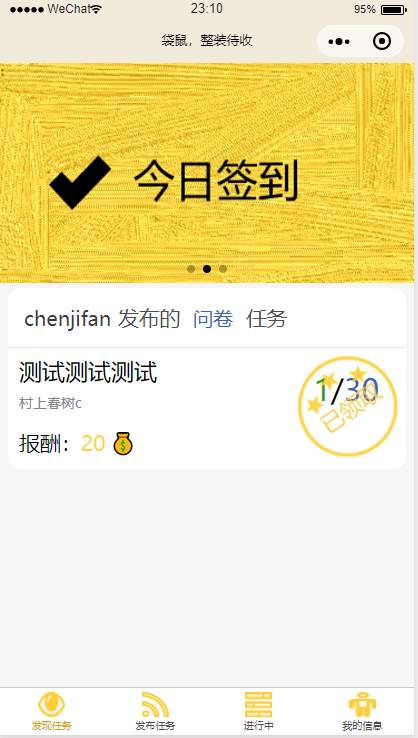 WeChat 23:10 95%
袋鼠，整装待收
今日签到
chenjifan 发布的 问卷 任务
测试测试测试
1/30
村上春树c
已领取
报酬：20
发现任务 发布任务 进行中 我的信息